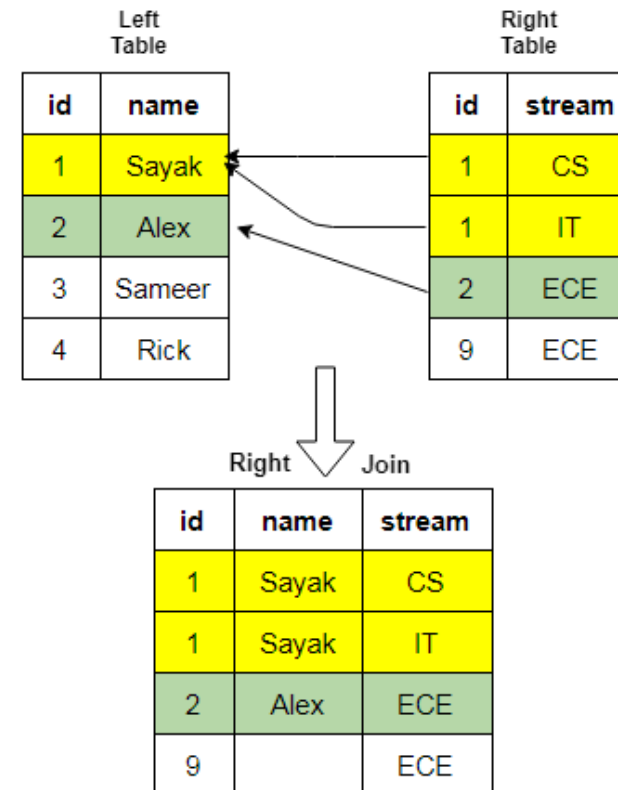 Left
Table
Right
Table
id name
id stream
1 Sayak
1 CS
2 Alex
1 IT
3 Sameer
2 ECE
4 Rick
9 ECE
Right Join
id name stream
1 Sayak CS
1 Sayak IT
2 Alex ECE
9 ECE